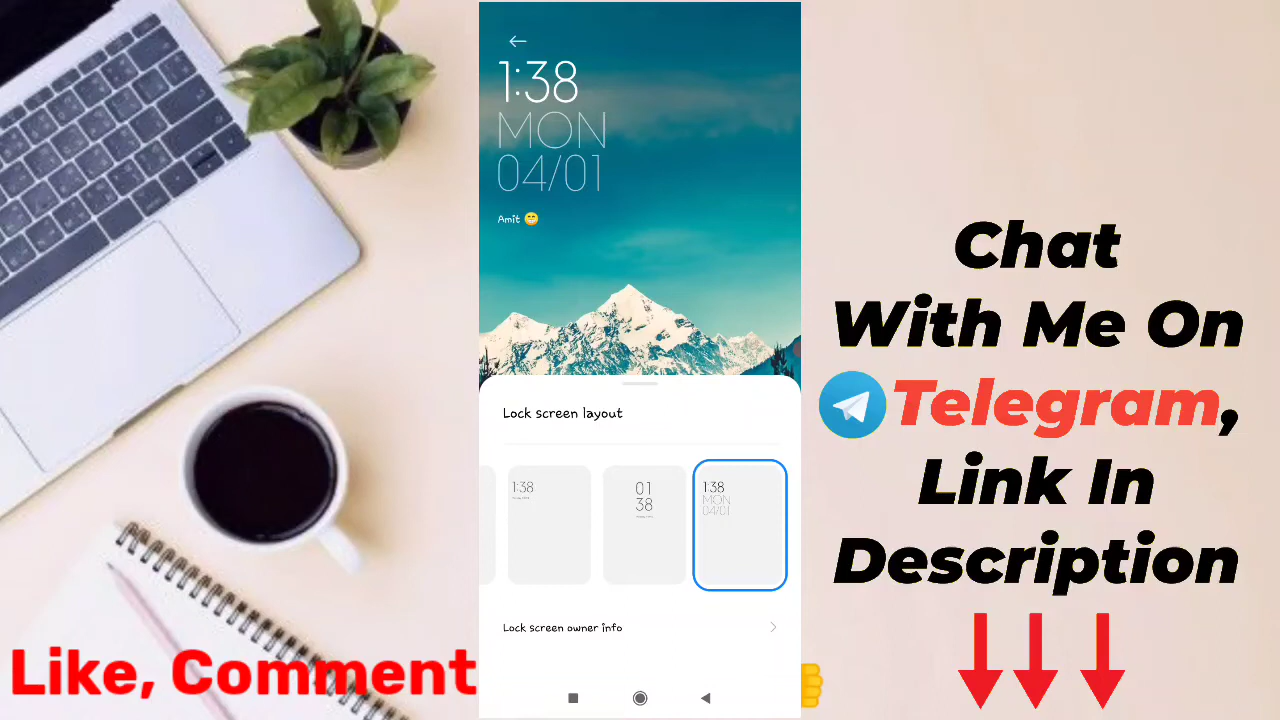 1:38
MON
04/01
Amit 😁
Lock screen layout
1:38
01
38
1:38
MON
04/01
Lock screen owner info
Chat
With Me On
Telegram,
Link In
Description
Like, Comment